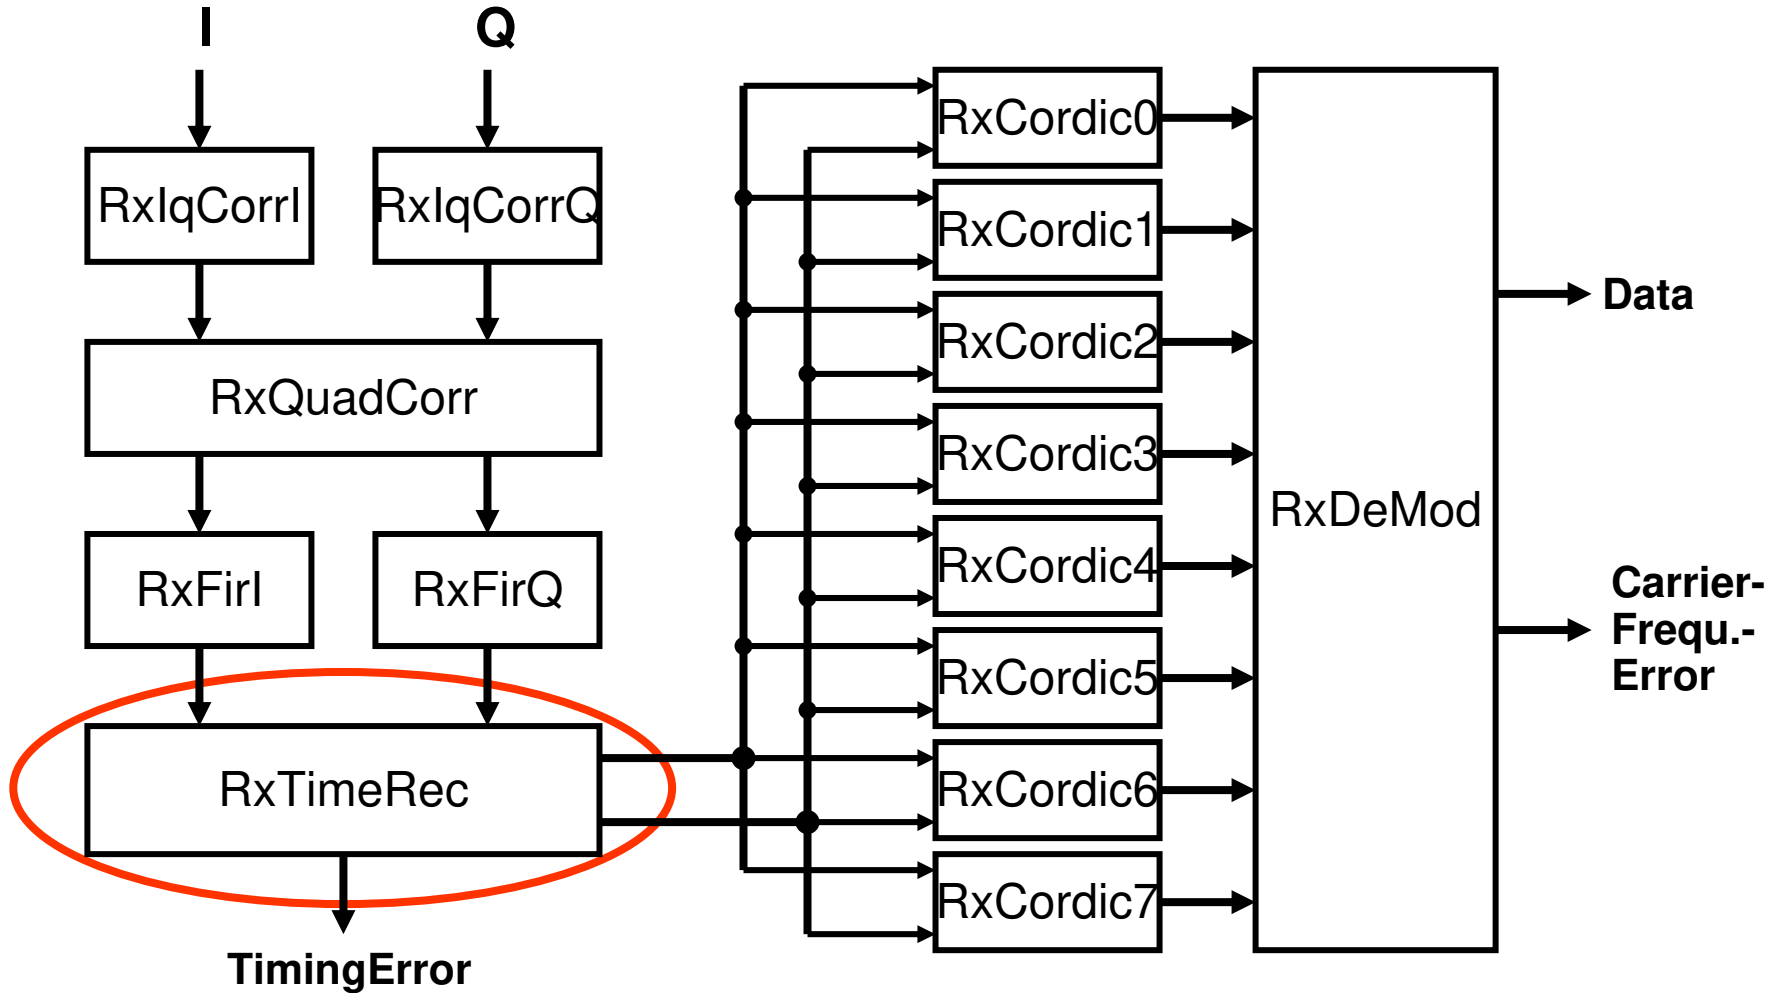 I
Q
RxIqCorrI
RxIqCorrQ
RxQuadCorr
RxFirI
RxFirQ
RxTimeRec
TimingError
RxCordic0
RxCordic1
RxCordic2
RxCordic3
RxCordic4
RxCordic5
RxCordic6
RxCordic7
RxDeMod
Data
Carrier-
Frequ.-
Error